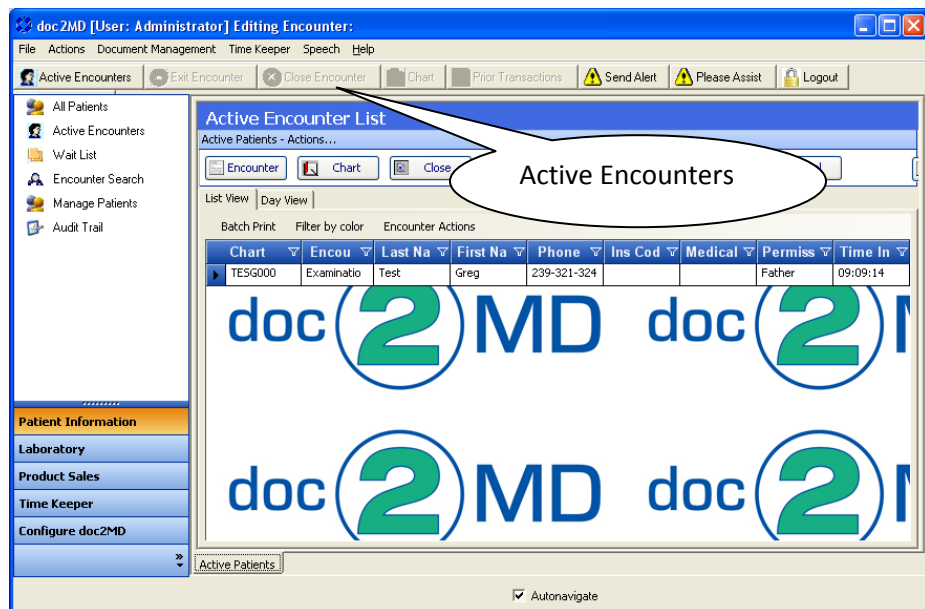 doc2MD [User: Administrator] Editing Encounter:
File Actions Document Management Time Keeper Speech Help
Active Encounters Exit Encounter Close Encounter Chart Prior Transactions Send Alert Please Assist Logout
All Patients
Active Encounters
Wait List
Encounter Search
Manage Patients
Audit Trail
Patient Information
Laboratory
Product Sales
Time Keeper
Configure doc2MD
Active Encounter List
Active Patients - Actions...
Encounter Chart Close
Active Encounters
List View Day View
Batch Print Filter by color Encounter Actions
Chart Encou Last Na First Na Phone Ins Cod Medical Permiss Time In
TESG000 Examinatio Test Greg 239-321-324 Father 09:09:14
doc2MD doc2M
doc2MD doc2M
Active Patients
Autonavigate